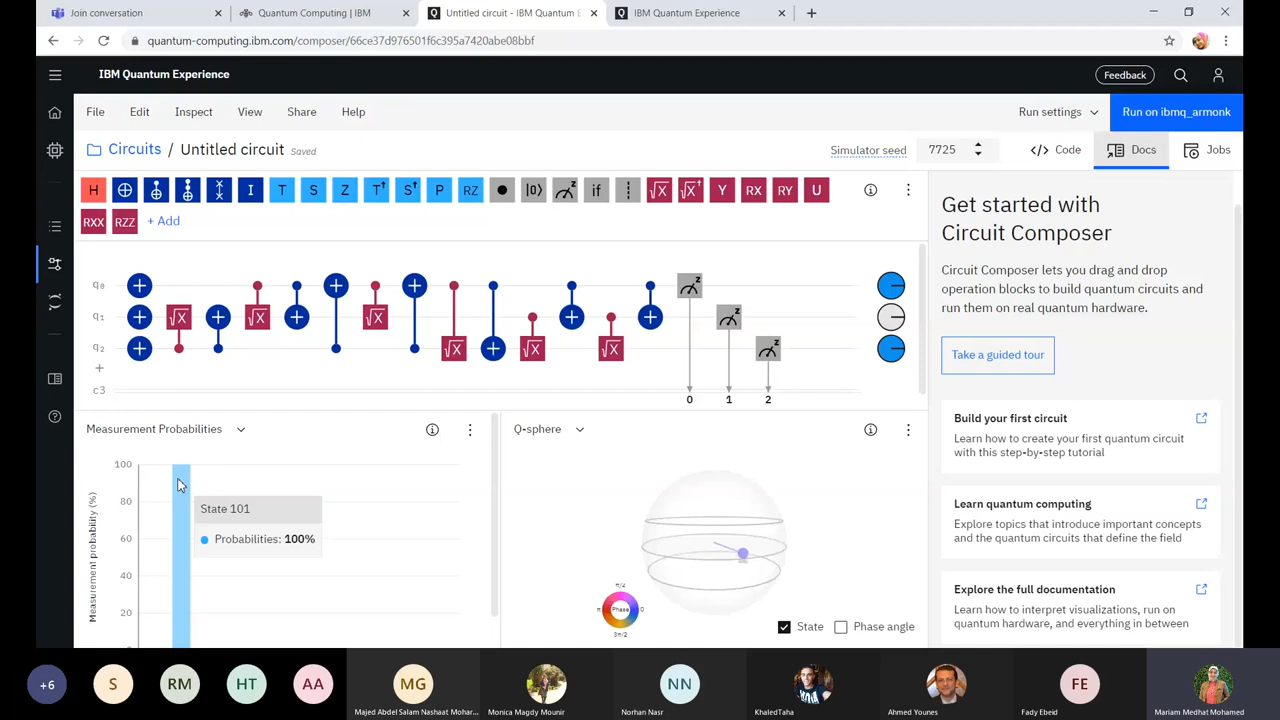 Join conversation
Quantum Computing | IBM
Untitled circuit - IBM Quantum E
IBM Quantum Experience
quantum-computing.ibm.com/composer/66ce37d976501f6c395a7420abe08bbf
IBM Quantum Experience
Feedback
File Edit Inspect View Share Help
Run settings
Run on ibmq_armonk
Circuits / Untitled circuit Saved
Simulator seed 7725
</> Code
Docs
Jobs
H I T S Z T† S† P RZ |0⟩ z if √X √X† Y RX RY U
RXX RZZ + Add
q0 z
q1 √X √X √X z
q2 √X √X √X z
+
c3
0 1 2
Measurement Probabilities
100
80
60
40
20
Measurement probability (%)
State 101
Probabilities: 100%
Q-sphere
π/2
π Phase 0
3π/2
State
Phase angle
Get started with
Circuit Composer
Circuit Composer lets you drag and drop
operation blocks to build quantum circuits and
run them on real quantum hardware.
Take a guided tour
Build your first circuit
Learn how to create your first quantum circuit
with this step-by-step tutorial
Learn quantum computing
Explore topics that introduce important concepts
and the quantum circuits that define the field
Explore the full documentation
Learn how to interpret visualizations, run on
quantum hardware, and everything in between
+6
S
RM
HT
AA
MG
Majed Abdel Salam Nashaat Mohar...
Monica Magdy Mounir
NN
Norhan Nasr
KhaledTaha
Ahmed Younes
FE
Fady Ebeid
Mariam Medhat Mohamed